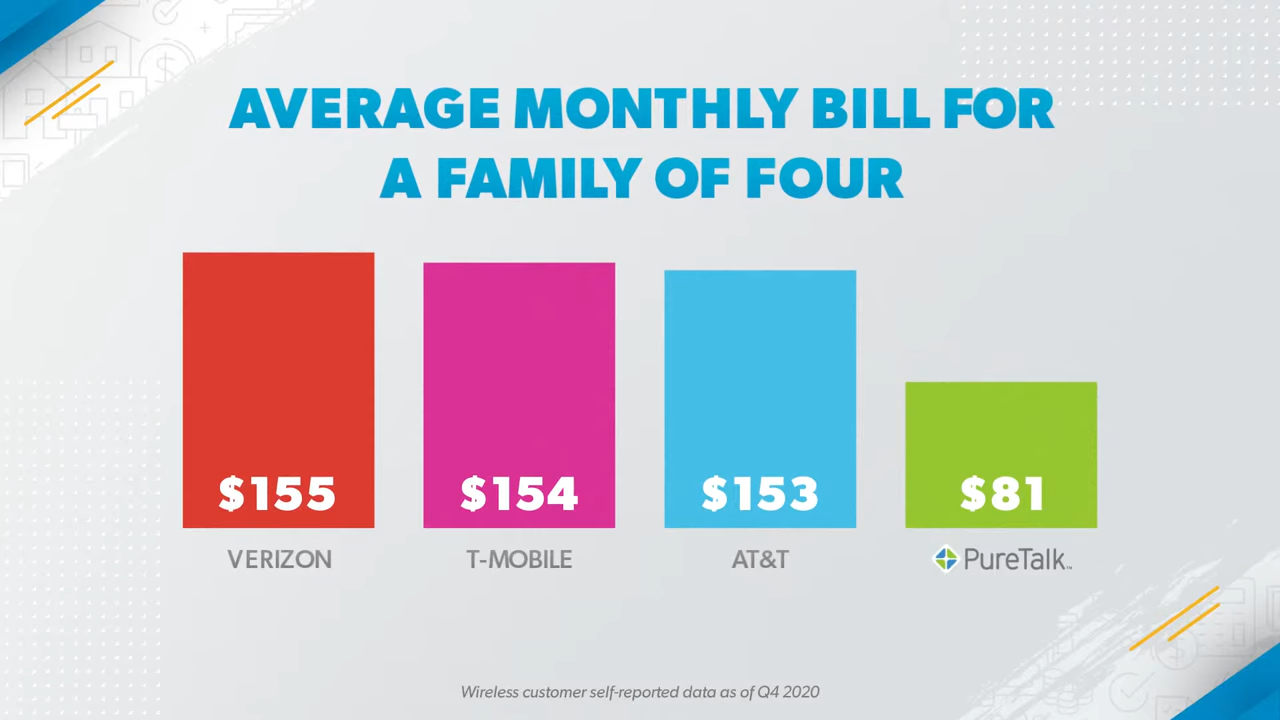 AVERAGE MONTHLY BILL FOR
A FAMILY OF FOUR
$155
$154
$153
$81
VERIZON
T-MOBILE
AT&T
PureTalk™
Wireless customer self-reported data as of Q4 2020